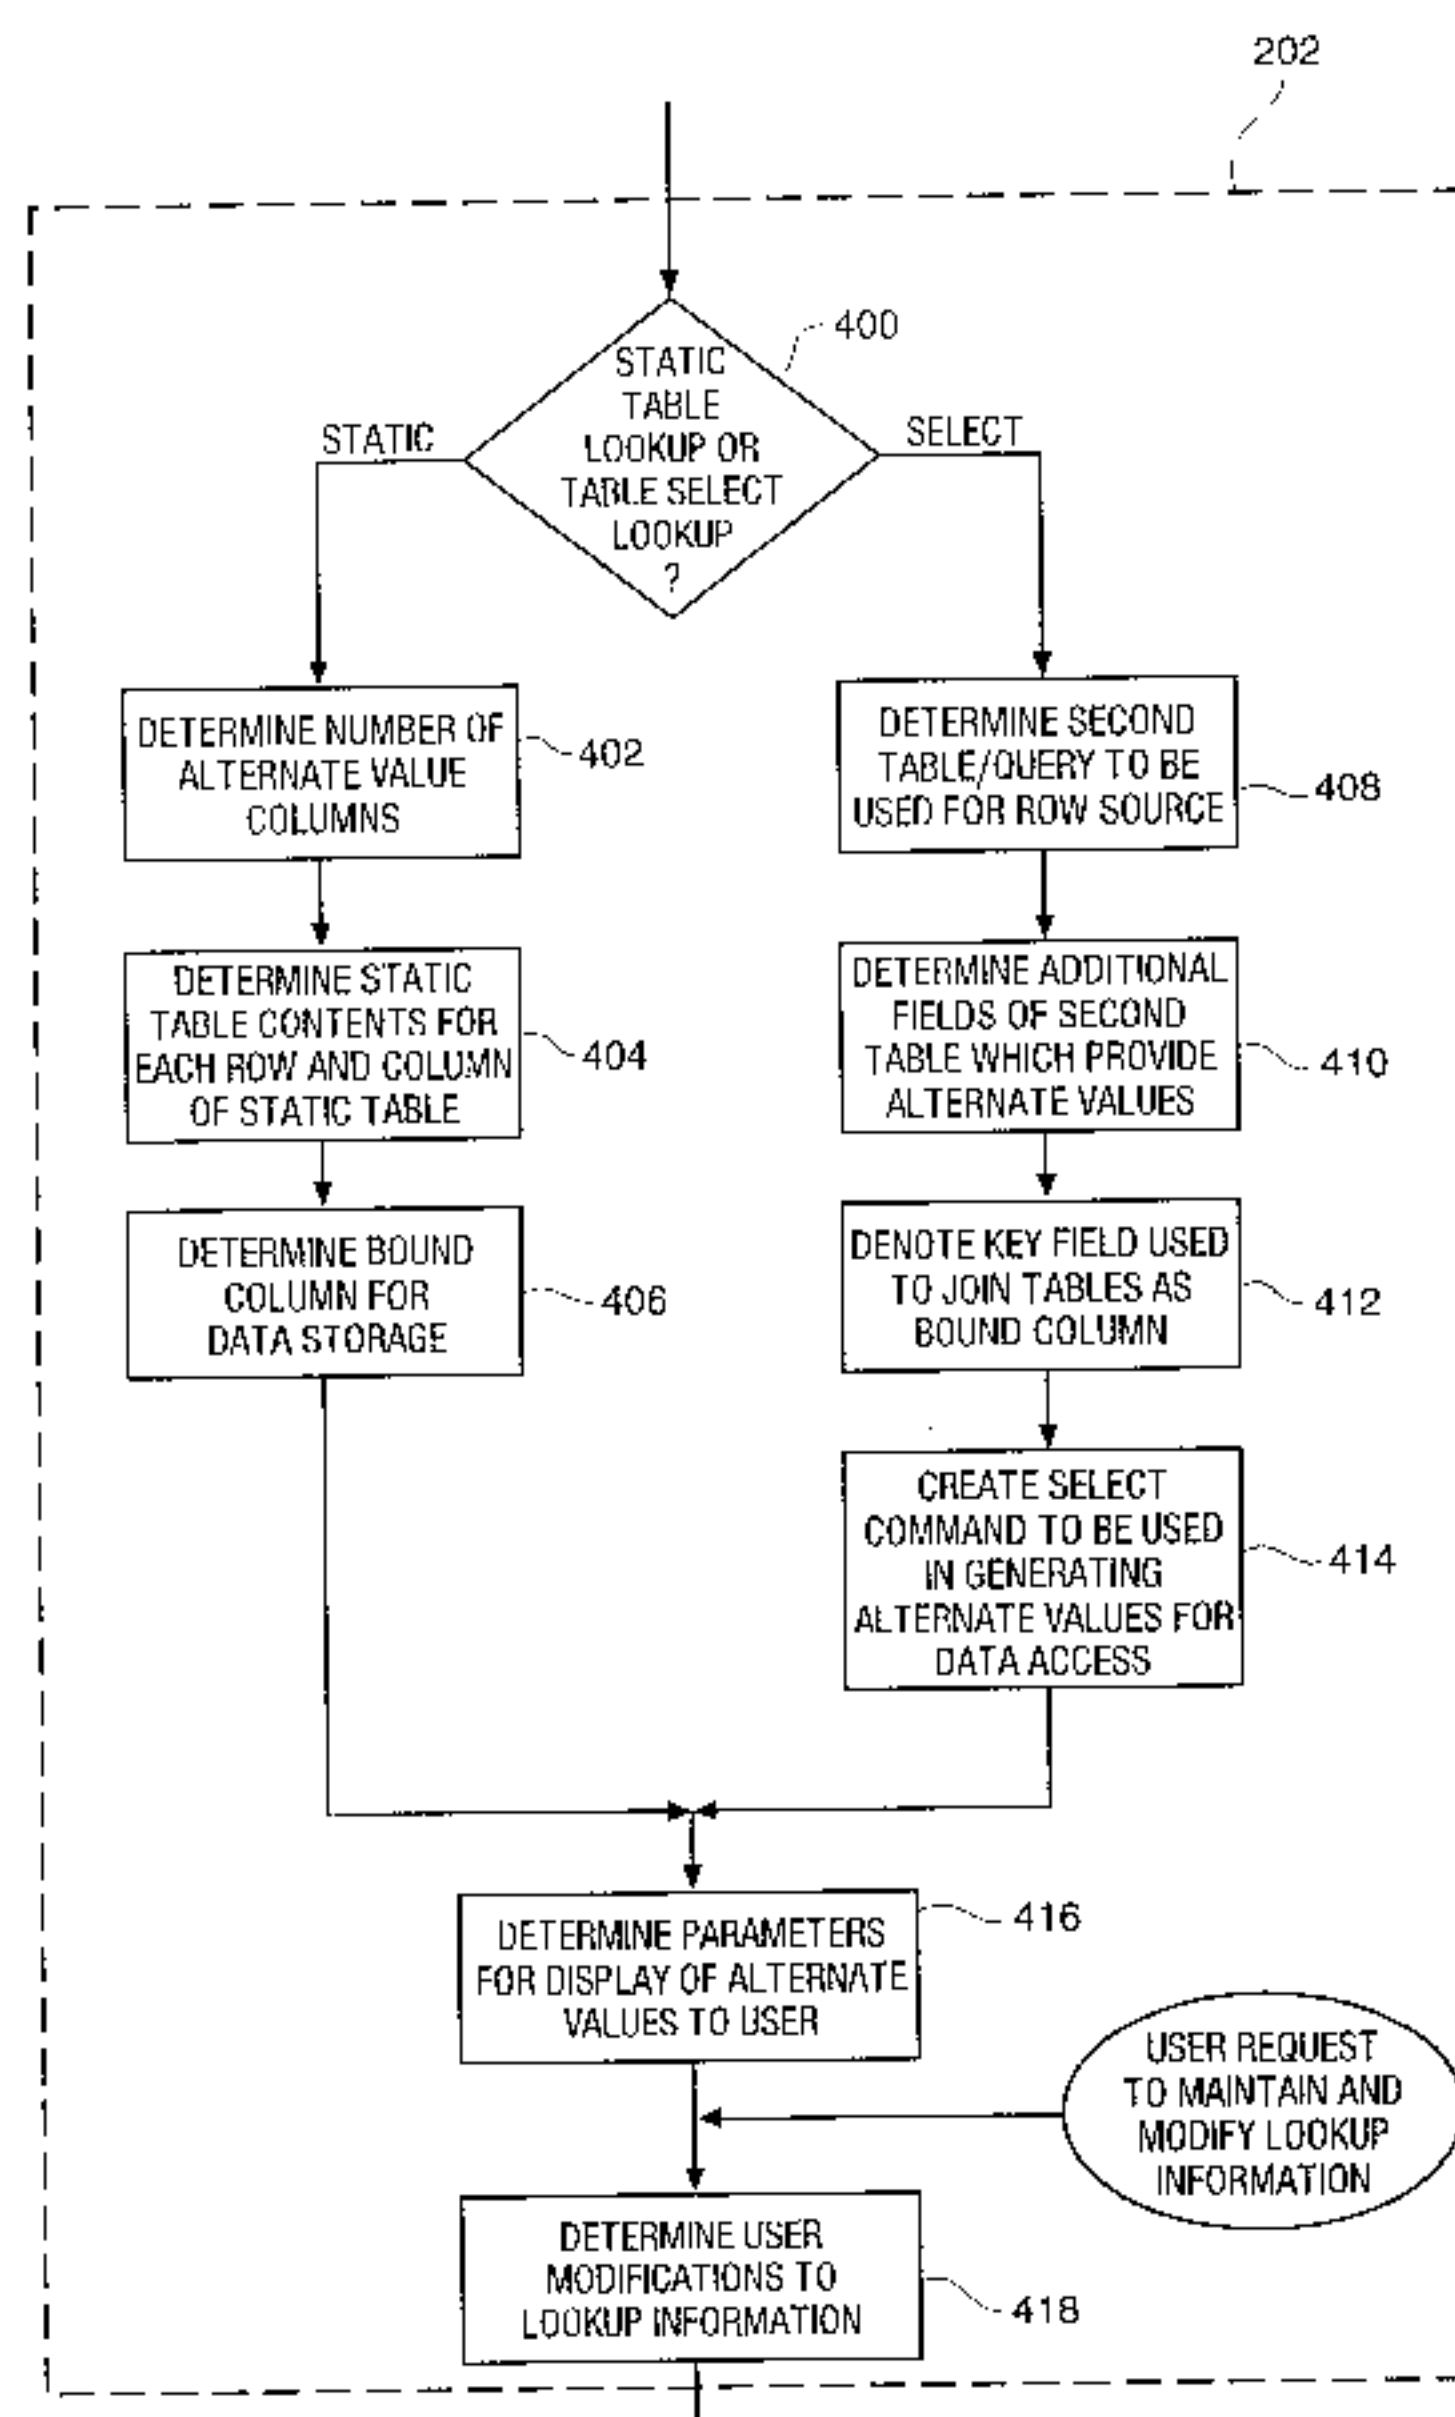 202
400
STATIC
TABLE
LOOKUP OR
TABLE SELECT
LOOKUP
?
STATIC
SELECT
DETERMINE NUMBER OF
ALTERNATE VALUE
COLUMNS
402
DETERMINE STATIC
TABLE CONTENTS FOR
EACH ROW AND COLUMN
OF STATIC TABLE
404
DETERMINE BOUND
COLUMN FOR
DATA STORAGE
406
DETERMINE SECOND
TABLE/QUERY TO BE
USED FOR ROW SOURCE
408
DETERMINE ADDITIONAL
FIELDS OF SECOND
TABLE WHICH PROVIDE
ALTERNATE VALUES
410
DENOTE KEY FIELD USED
TO JOIN TABLES AS
BOUND COLUMN
412
CREATE SELECT
COMMAND TO BE USED
IN GENERATING
ALTERNATE VALUES FOR
DATA ACCESS
414
DETERMINE PARAMETERS
FOR DISPLAY OF ALTERNATE
VALUES TO USER
416
USER REQUEST
TO MAINTAIN AND
MODIFY LOOKUP
INFORMATION
DETERMINE USER
MODIFICATIONS TO
LOOKUP INFORMATION
418